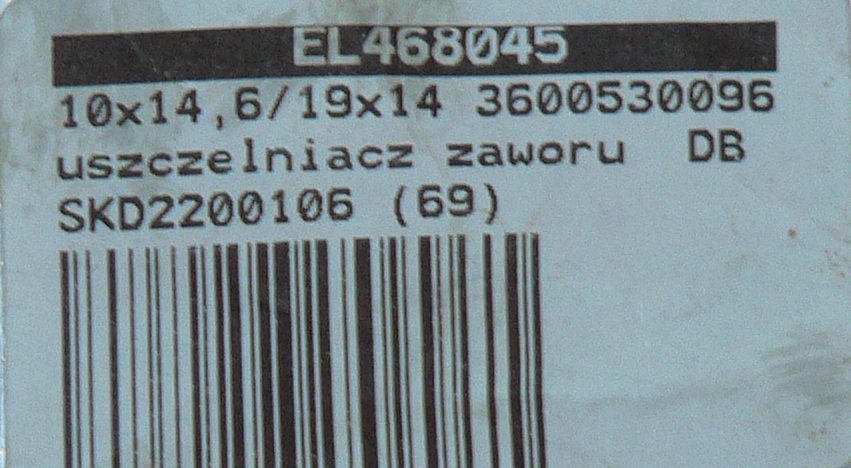 EL468045
10x14,6/19x14 3600530096
uszczelniacz zaworu DB
SKD2200106 (69)